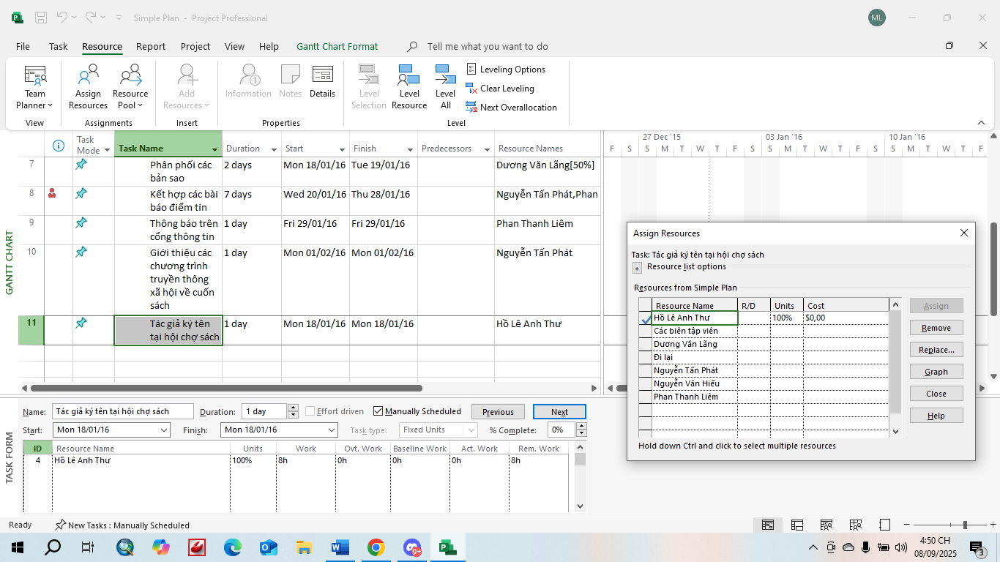 Simple Plan - Project Professional
ML
File Task Resource Report Project View Help Gantt Chart Format Tell me what you want to do
Team Planner
Assign Resources
Resource Pool
Add Resources
Information
Notes
Details
Level Selection
Level Resource
Level All
Leveling Options
Clear Leveling
Next Overallocation
View Assignments Insert Properties Level
Task Mode Task Name Duration Start Finish Predecessors Resource Names
27 Dec '15 03 Jan '16 10 Jan '16
F S S M T W T F S S M T W T F S S M T W T F
GANTT CHART
7 Phân phối các bản sao 2 days Mon 18/01/16 Tue 19/01/16 Dương Văn Lãng[50%]
8 Kết hợp các bài báo điểm tin 7 days Wed 20/01/16 Thu 28/01/16 Nguyễn Tấn Phát,Phan
9 Thông báo trên cổng thông tin 1 day Fri 29/01/16 Fri 29/01/16 Phan Thanh Liêm
10 Giới thiệu các chương trình truyền thông xã hội về cuốn sách 1 day Mon 01/02/16 Mon 01/02/16 Nguyễn Tấn Phát
11 Tác giả ký tên tại hội chợ sách 1 day Mon 18/01/16 Mon 18/01/16 Hồ Lê Anh Thư
Assign Resources
Task: Tác giả ký tên tại hội chợ sách
+ Resource list options
Resources from Simple Plan
Resource Name R/D Units Cost
Hồ Lê Anh Thư 100% $0,00
Các biên tập viên
Dương Văn Lãng
Đi lại
Nguyễn Tấn Phát
Nguyễn Văn Hiếu
Phan Thanh Liêm
Assign
Remove
Replace...
Graph
Close
Help
Hold down Ctrl and click to select multiple resources
TASK FORM
Name: Tác giả ký tên tại hội chợ sách Duration: 1 day Effort driven Manually Scheduled Previous Next
Start: Mon 18/01/16 Finish: Mon 18/01/16 Task type: Fixed Units % Complete: 0%
ID Resource Name Units Work Ovt. Work Baseline Work Act. Work Rem. Work
4 Hồ Lê Anh Thư 100% 8h 0h 0h 0h 8h
Ready New Tasks : Manually Scheduled
9+
4:50 CH
08/09/2025
3